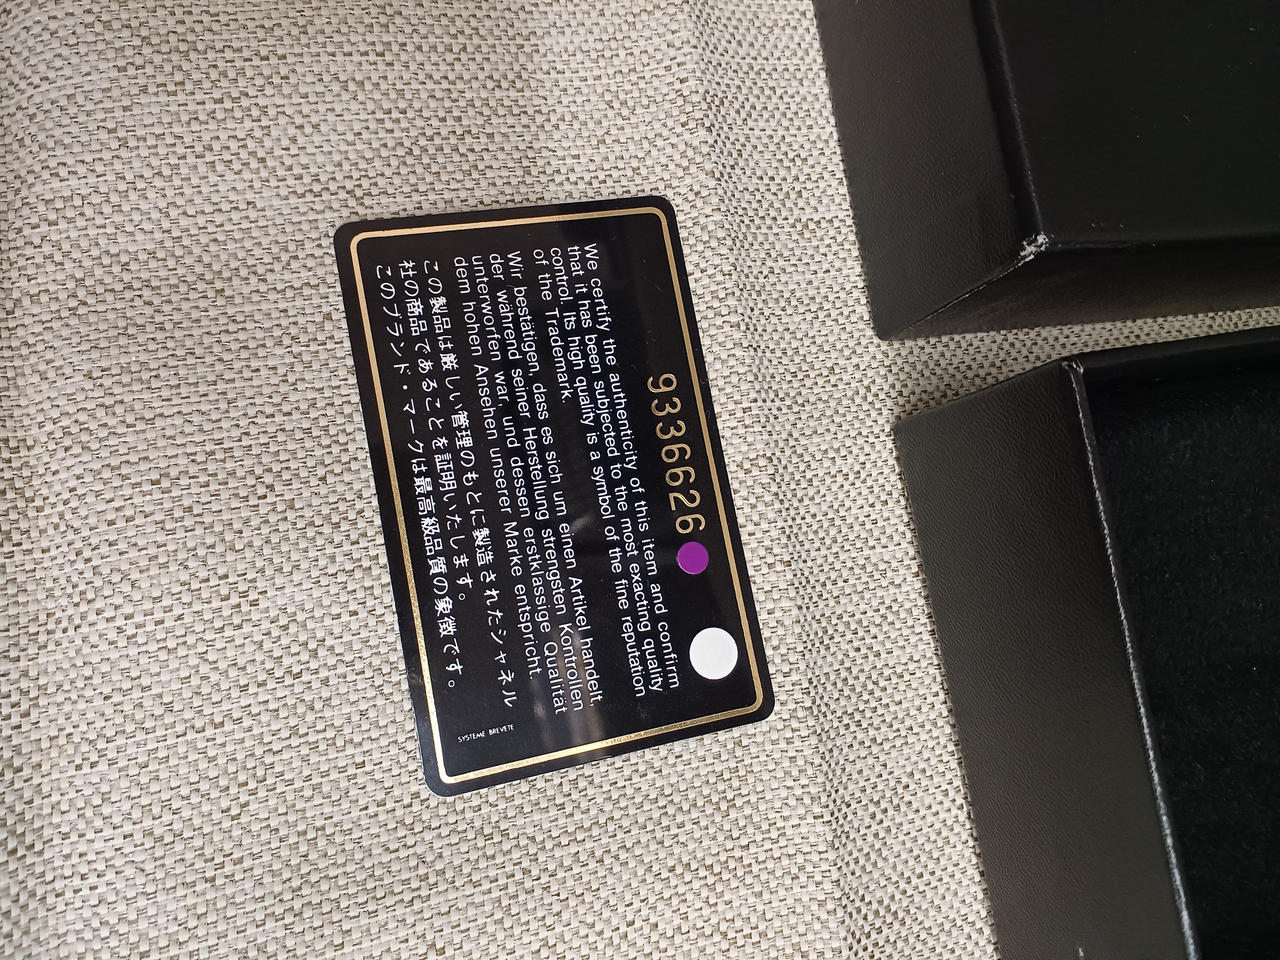 9336626
We certify the authenticity of this item and confirm
that it has been subjected to the most exacting quality
control. Its high quality is a symbol of the fine reputation
of the Trademark.
Wir bestätigen, dass es sich um einen Artikel handelt,
der während seiner Herstellung strengsten Kontrollen
unterworfen war, und dessen erstklassige Qualität
dem hohen Ansehen unserer Marke entspricht.
この製品は厳しい管理のもとに製造されたシャネル
社の商品であることを証明いたします。
このブランド・マークは最高級品質の象徴です。
SYSTEME BREVETE